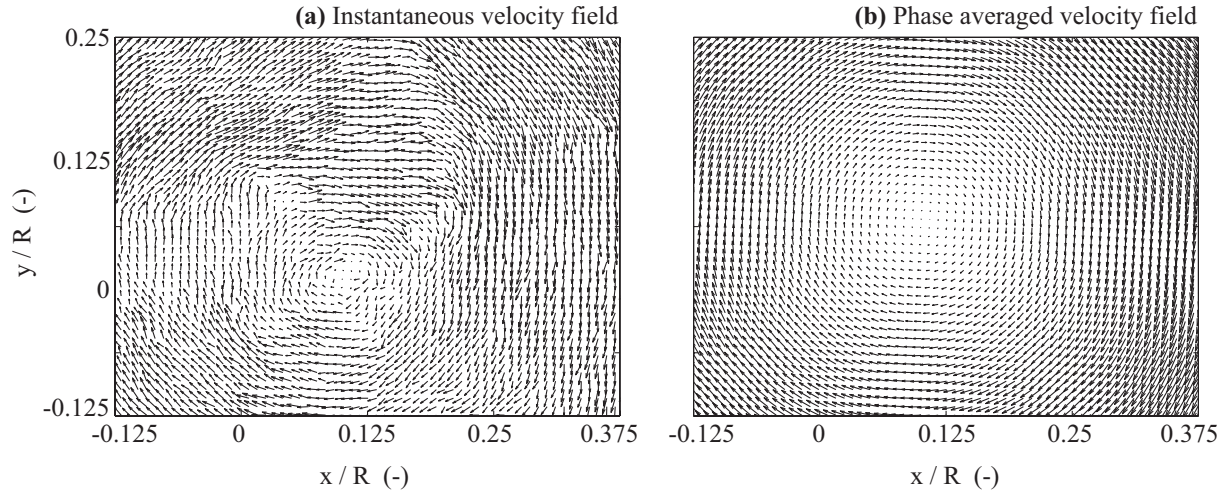 (a) Instantaneous velocity field
(b) Phase averaged velocity field
0.25
0.125
0
-0.125
y / R (-)
-0.125 0 0.125 0.25 0.375
x / R (-)
-0.125 0 0.125 0.25 0.375
x / R (-)